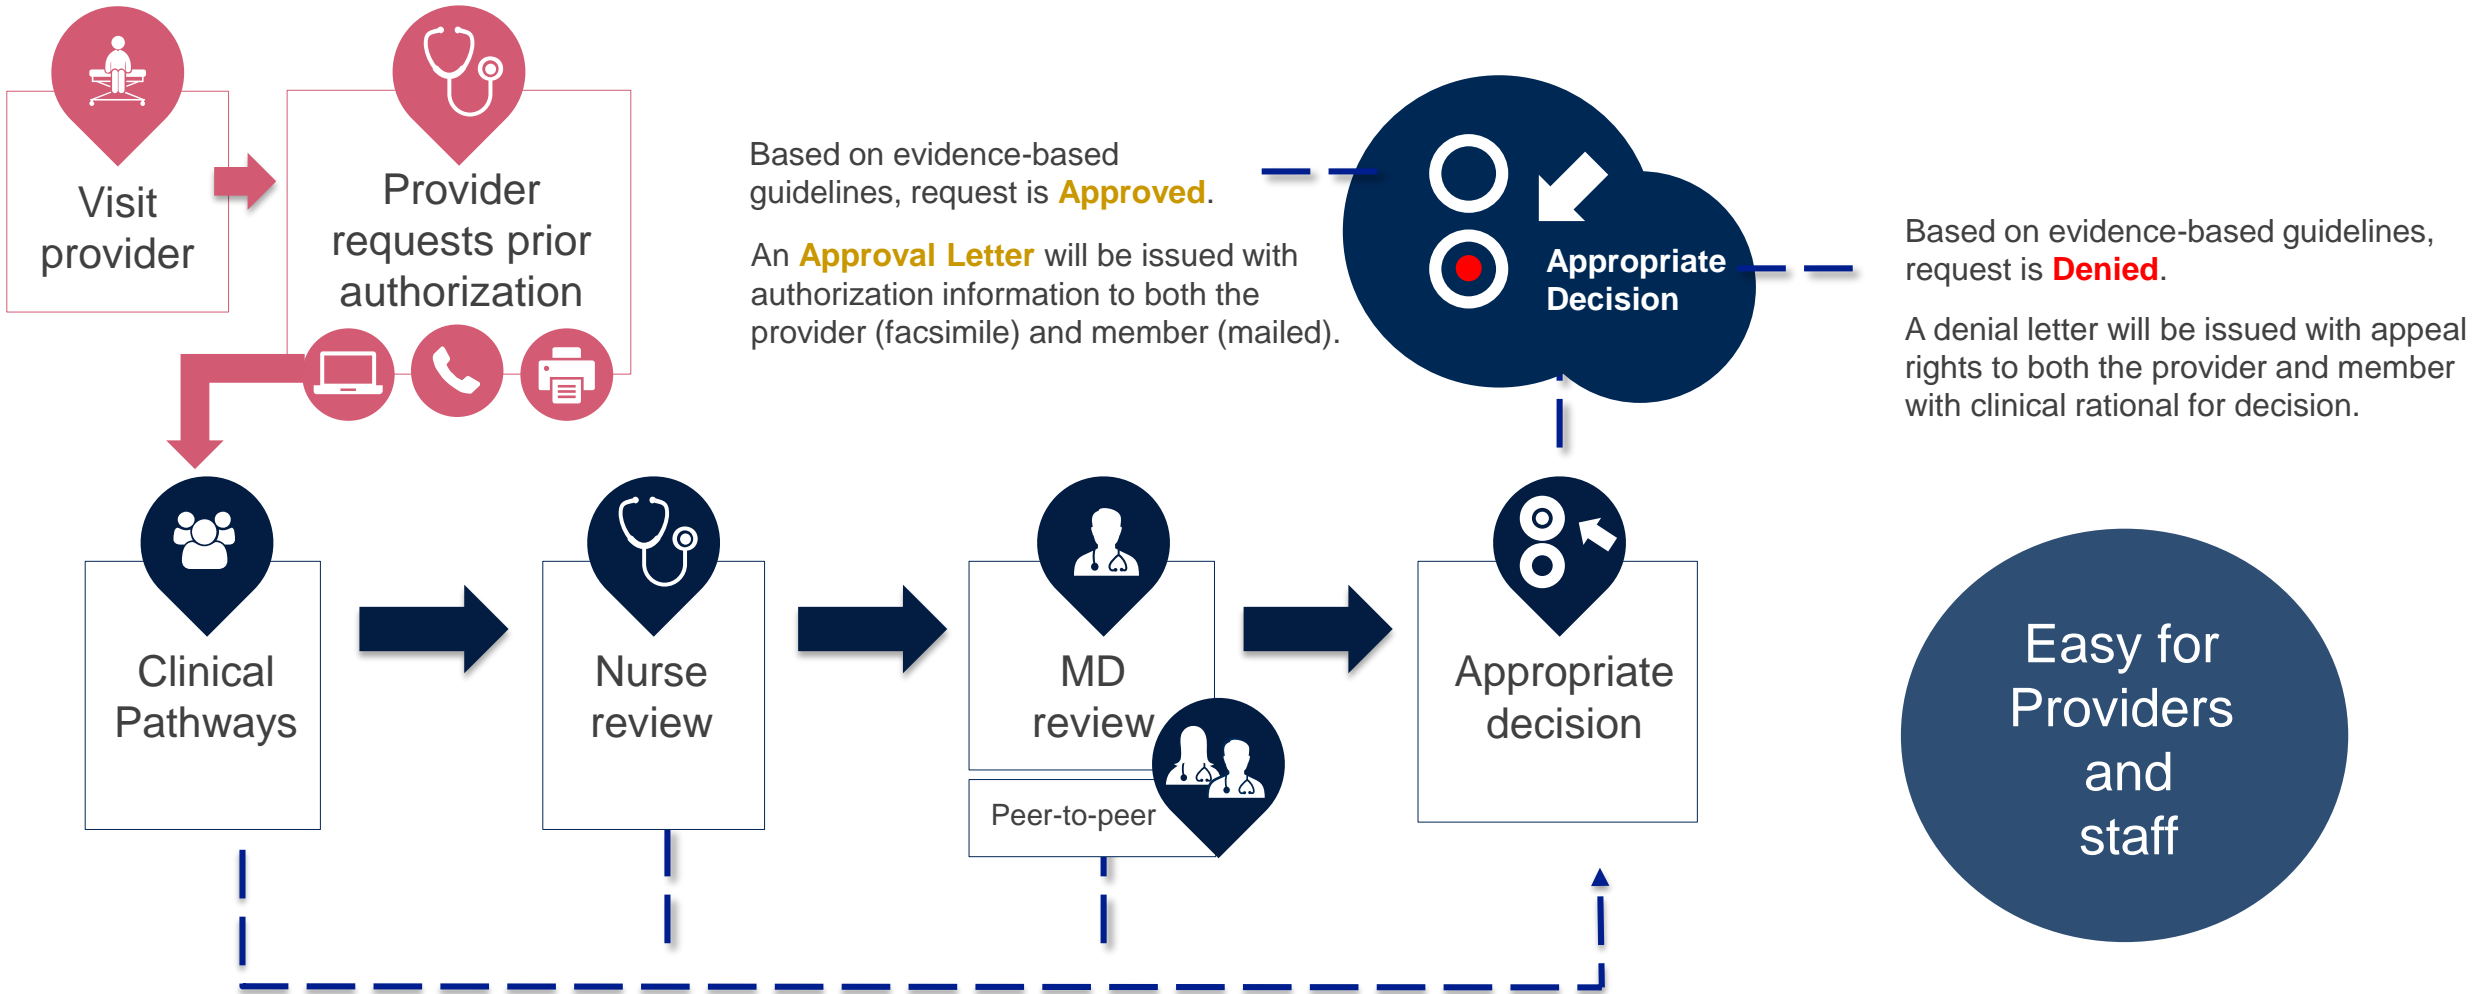 Visit
provider
Provider
requests prior
authorization
Based on evidence-based
guidelines, request is Approved.
An Approval Letter will be issued with
authorization information to both the
provider (facsimile) and member (mailed).
Appropriate
Decision
Based on evidence-based guidelines,
request is Denied.
A denial letter will be issued with appeal
rights to both the provider and member
with clinical rational for decision.
Clinical
Pathways
Nurse
review
MD
review
Peer-to-peer
Appropriate
decision
Easy for
Providers
and
staff